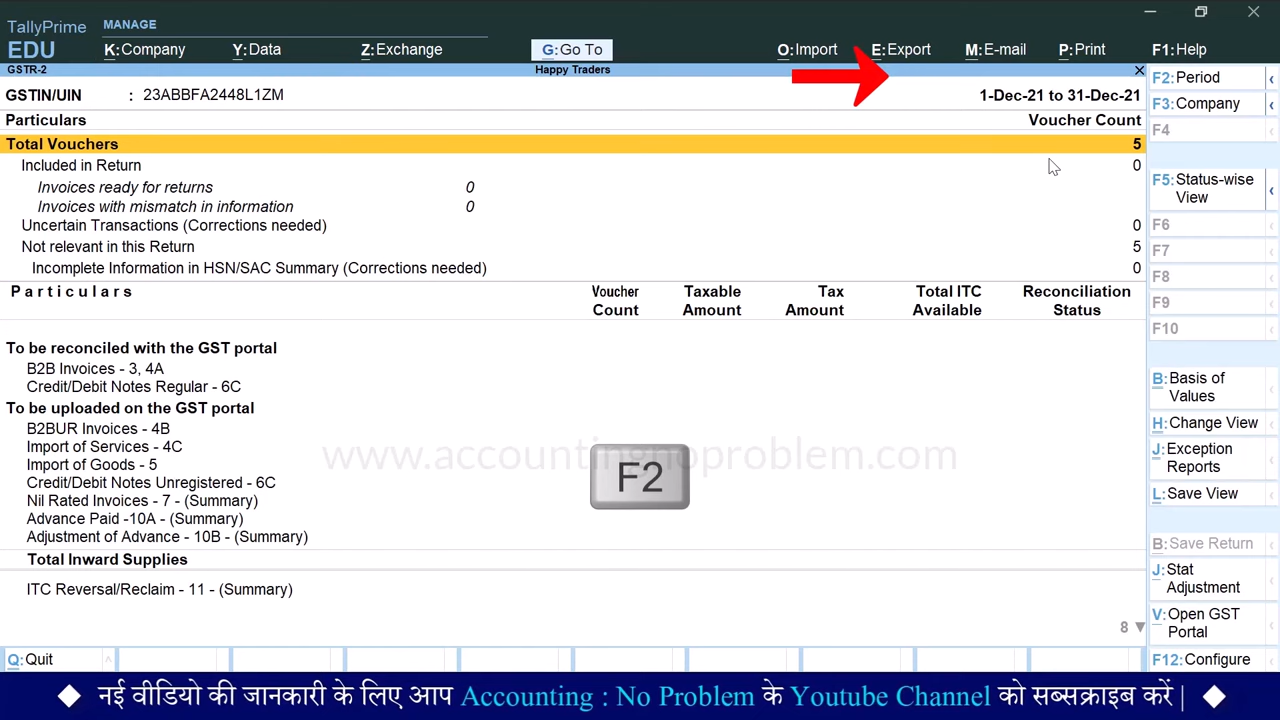 TallyPrime MANAGE
EDU K:Company Y:Data Z:Exchange G:Go To O:Import E:Export M:E-mail P:Print F1:Help
GSTR-2 Happy Traders
GSTIN/UIN : 23ABBFA2448L1ZM 1-Dec-21 to 31-Dec-21
Particulars Voucher Count
Total Vouchers 5
Included in Return 0
Invoices ready for returns 0
Invoices with mismatch in information 0
Uncertain Transactions (Corrections needed) 0
Not relevant in this Return 5
Incomplete Information in HSN/SAC Summary (Corrections needed) 0
Particulars Voucher Count Taxable Amount Tax Amount Total ITC Available Reconciliation Status
To be reconciled with the GST portal
B2B Invoices - 3, 4A
Credit/Debit Notes Regular - 6C
To be uploaded on the GST portal
B2BUR Invoices - 4B
Import of Services - 4C
Import of Goods - 5
Credit/Debit Notes Unregistered - 6C
Nil Rated Invoices - 7 - (Summary)
Advance Paid -10A - (Summary)
Adjustment of Advance - 10B - (Summary)
Total Inward Supplies
ITC Reversal/Reclaim - 11 - (Summary)
8
www.accountingnoproblem.com
F2
F2:Period
F3:Company
F4
F5:Status-wise
View
F6
F7
F8
F9
F10
B:Basis of
Values
H:Change View
J:Exception
Reports
L:Save View
B:Save Return
J:Stat
Adjustment
V:Open GST
Portal
F12:Configure
Q:Quit
नई वीडियो की जानकारी के लिए आप Accounting : No Problem के Youtube Channel को सब्सक्राइब करें |